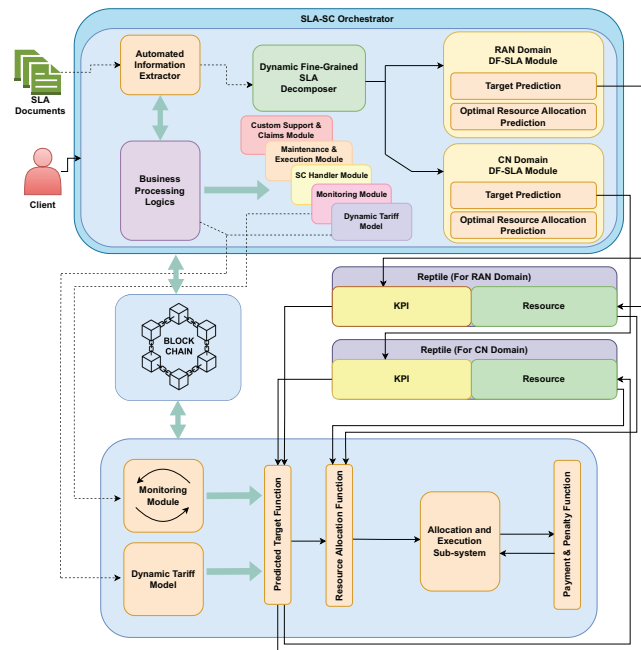 SLA-SC Orchestrator
SLA
Documents
Client
Automated
Information
Extractor
Dynamic Fine-Grained
SLA
Decomposer
RAN Domain
DF-SLA Module
Target Prediction
Optimal Resource Allocation
Prediction
CN Domain
DF-SLA Module
Target Prediction
Optimal Resource Allocation
Prediction
Business
Processing
Logics
Custom Support &
Claims Module
Maintenance &
Execution Module
SC Handler Module
Monitoring Module
Dynamic Tariff
Model
BLOCK
CHAIN
Reptile (For RAN Domain)
KPI
Resource
Reptile (For CN Domain)
KPI
Resource
Monitoring
Module
Dynamic Tariff
Model
Predicted Target Function
Resource Allocation Function
Allocation and
Execution
Sub-system
Payment & Penalty Function